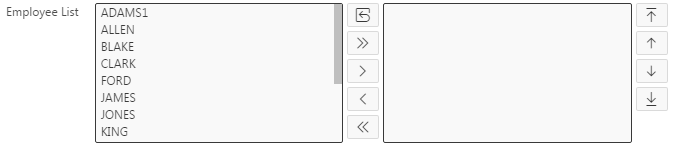 Employee List
ADAMS1
ALLEN
BLAKE
CLARK
FORD
JAMES
JONES
KING